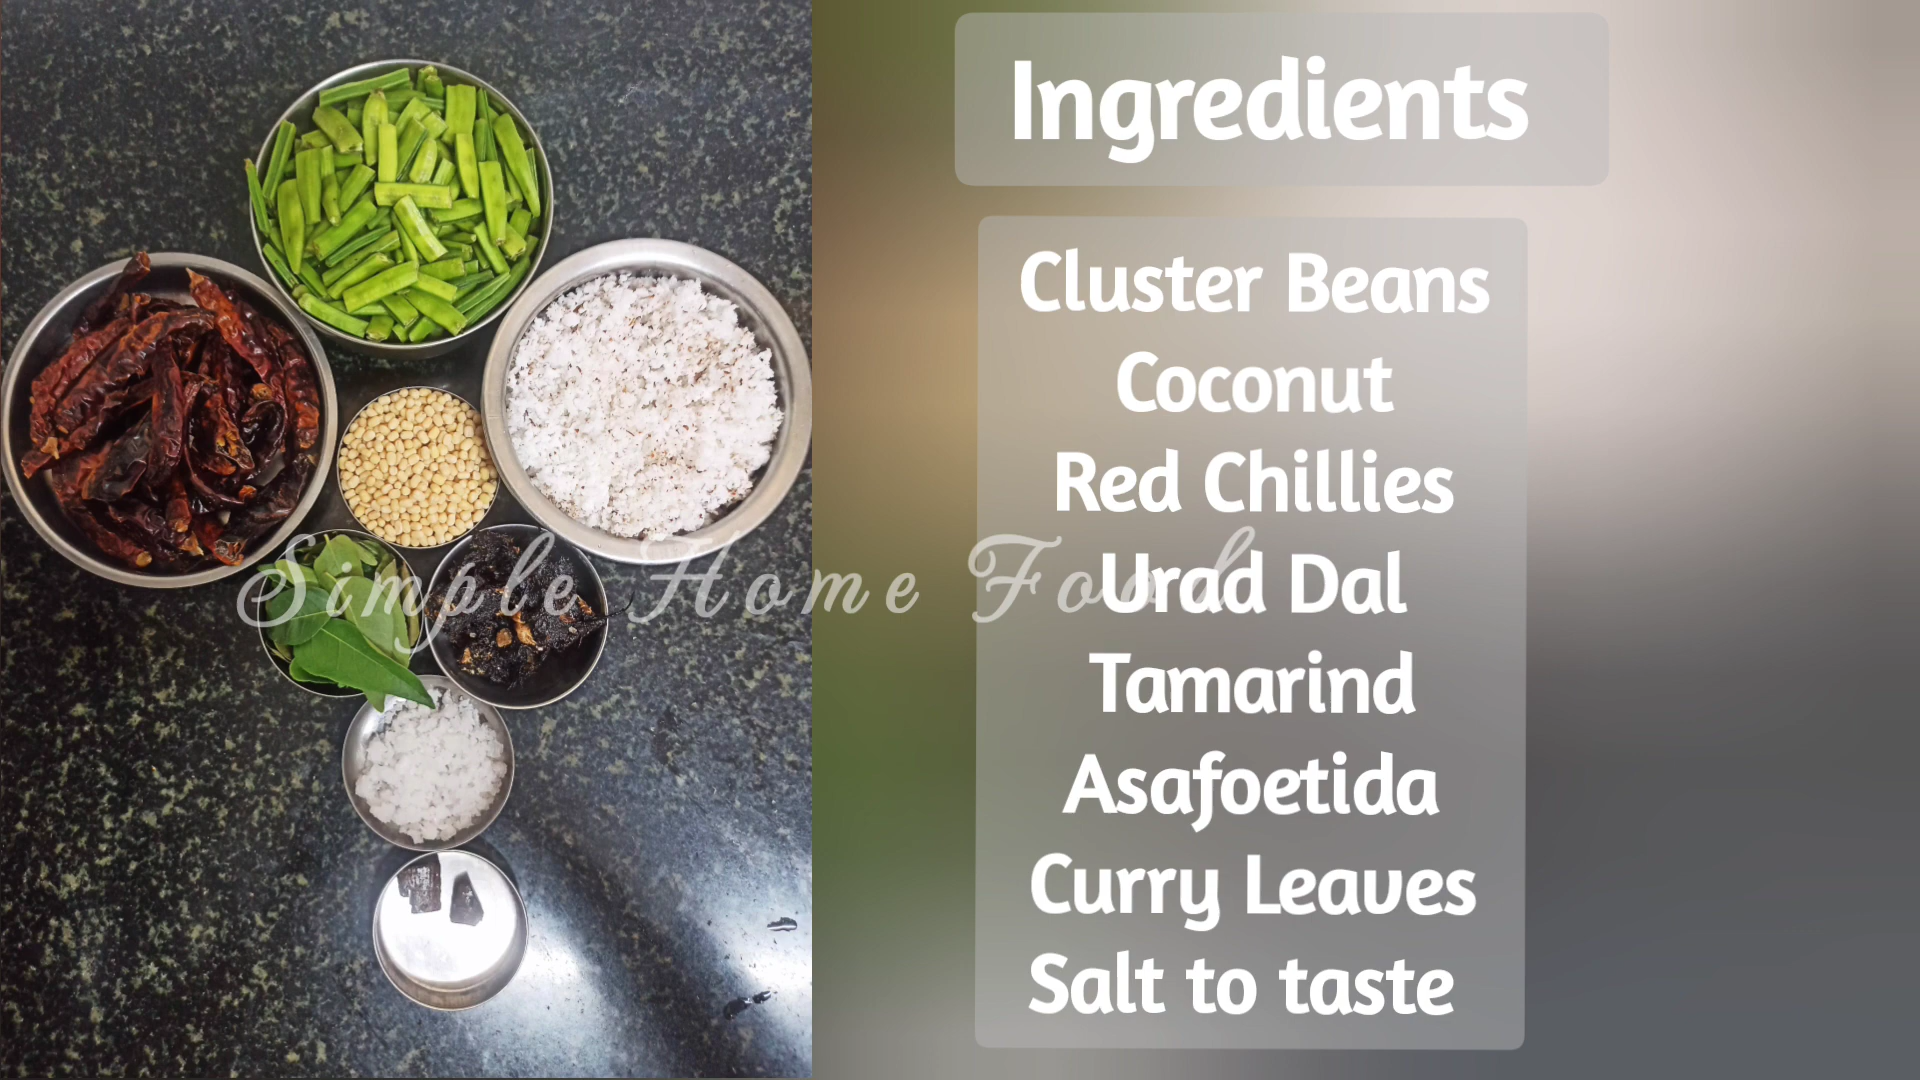 Ingredients
Cluster Beans
Coconut
Red Chillies
Simple Home Food
Urad Dal
Tamarind
Asafoetida
Curry Leaves
Salt to taste